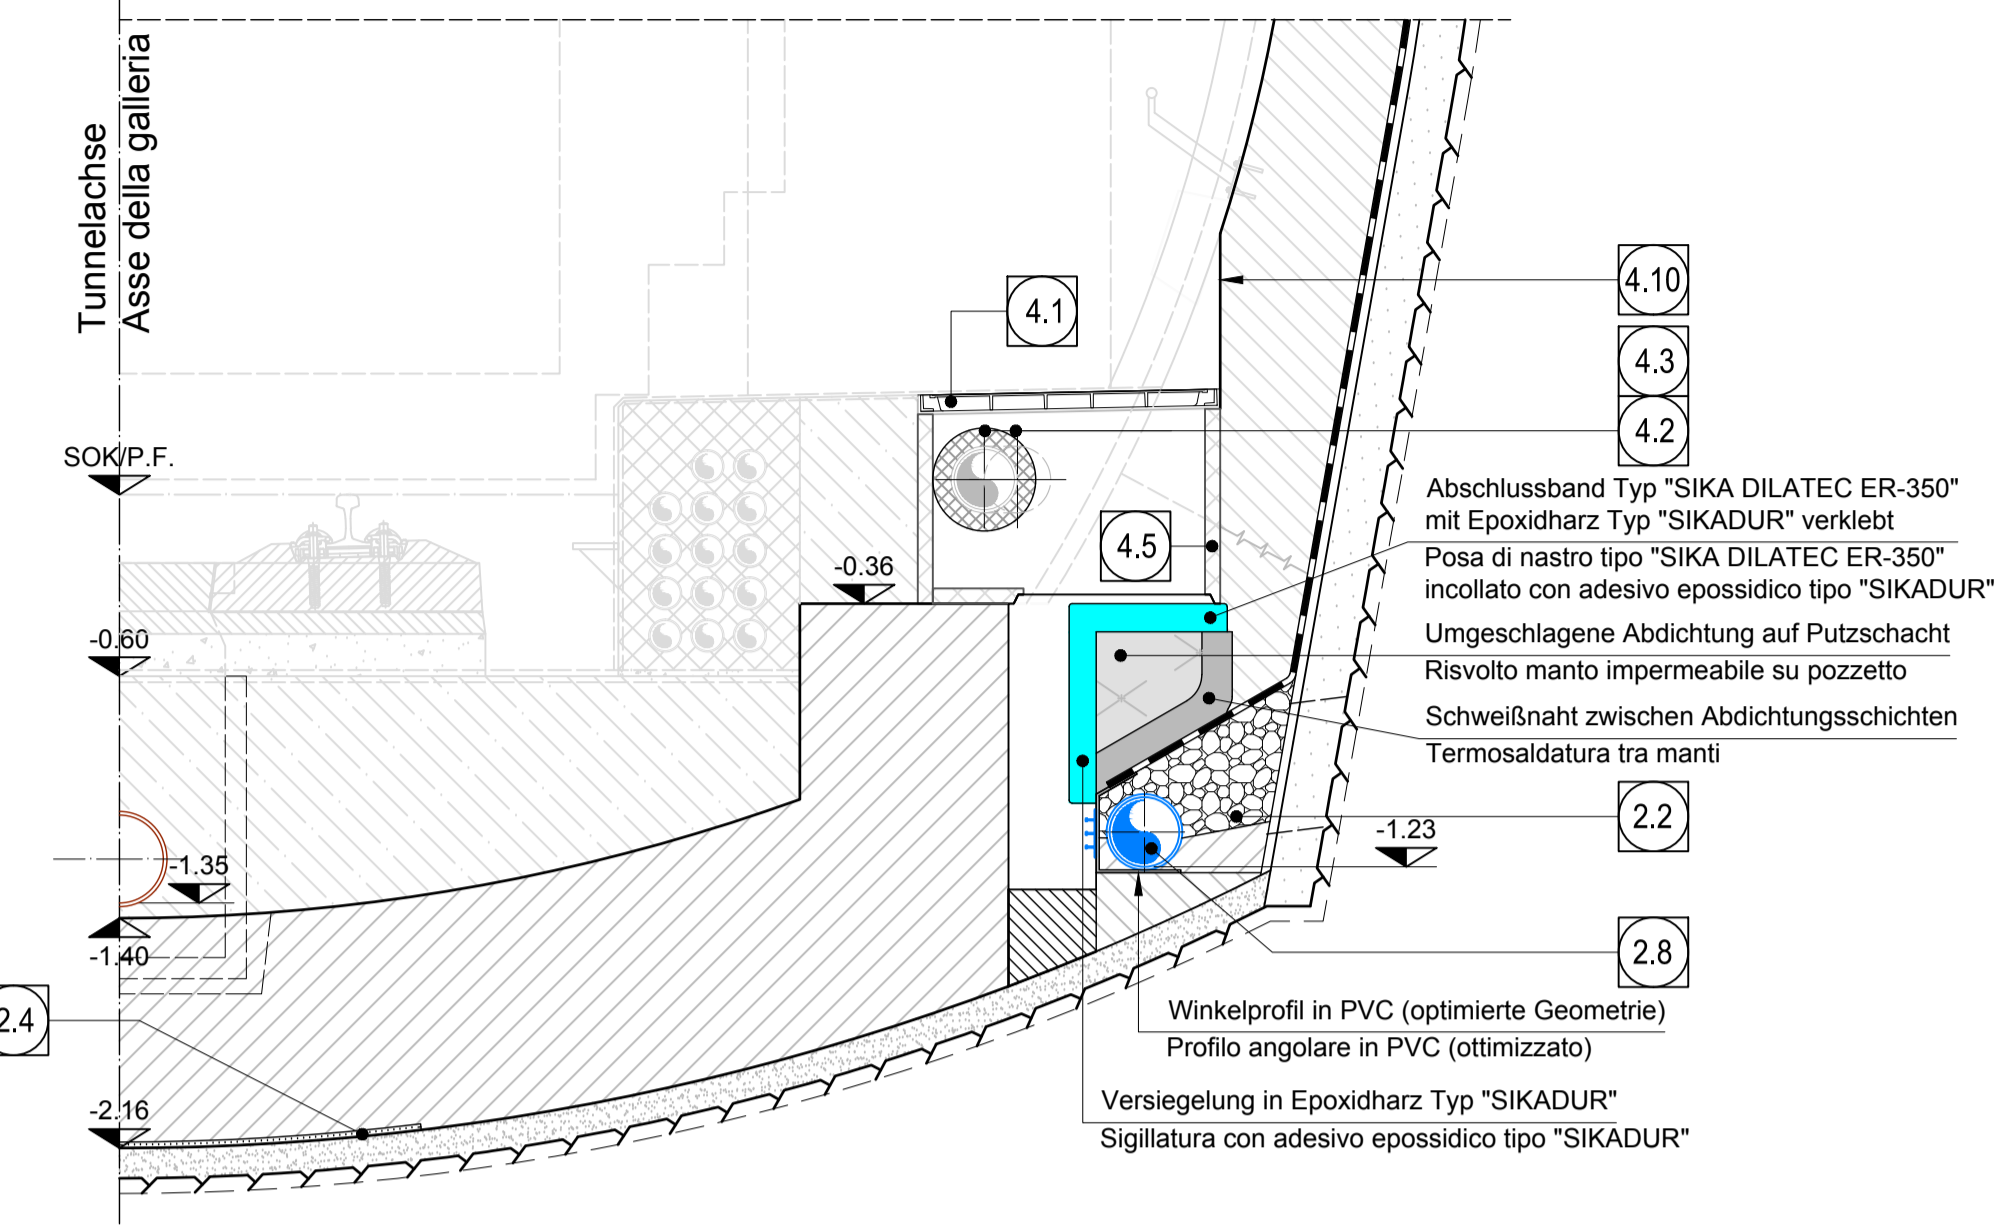 Tunnelachse
Asse della galleria
4.10
4.1
4.3
4.2
SOK/P.F.
Abschlussband Typ "SIKA DILATEC ER-350"
mit Epoxidharz Typ "SIKADUR" verklebt
4.5
Posa di nastro tipo "SIKA DILATEC ER-350"
incollato con adesivo epossidico tipo "SIKADUR"
-0.36
-0.60
Umgeschlagene Abdichtung auf Putzschacht
Risvolto manto impermeabile su pozzetto
Schweißnaht zwischen Abdichtungsschichten
Termosaldatura tra manti
2.2
-1.23
-1.35
-1.40
2.8
2.4
Winkelprofil in PVC (optimierte Geometrie)
Profilo angolare in PVC (ottimizzato)
-2.16
Versiegelung in Epoxidharz Typ "SIKADUR"
Sigillatura con adesivo epossidico tipo "SIKADUR"